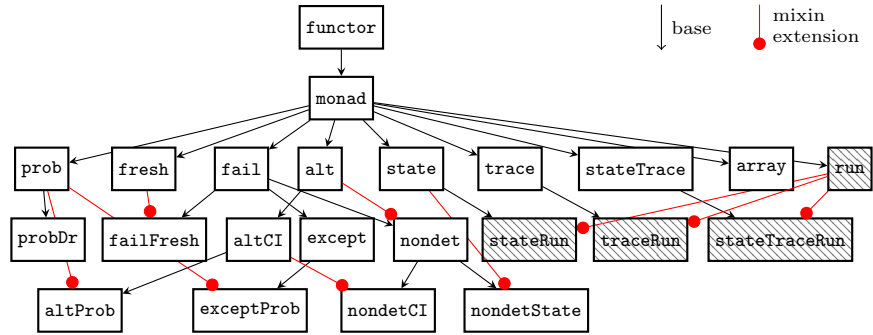 functor
base
mixin
extension
monad
prob fresh fail alt state trace stateTrace array run
probDr failFresh altCI except nondet stateRun traceRun stateTraceRun
altProb exceptProb nondetCI nondetState